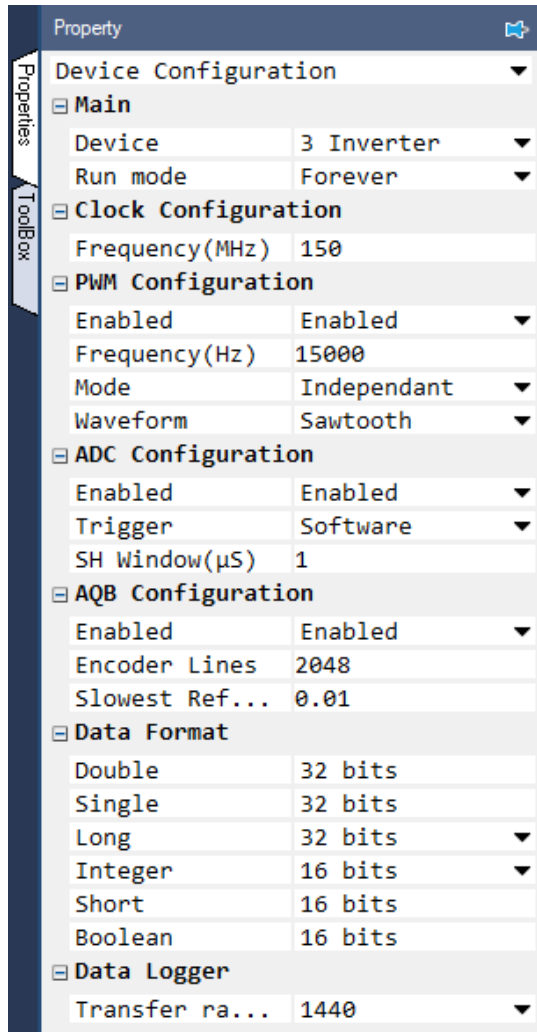 Property
Properties
ToolBox
Device Configuration
Main
Device 3 Inverter
Run mode Forever
Clock Configuration
Frequency(MHz) 150
PWM Configuration
Enabled Enabled
Frequency(Hz) 15000
Mode Independant
Waveform Sawtooth
ADC Configuration
Enabled Enabled
Trigger Software
SH Window(µS) 1
AQB Configuration
Enabled Enabled
Encoder Lines 2048
Slowest Ref... 0.01
Data Format
Double 32 bits
Single 32 bits
Long 32 bits
Integer 16 bits
Short 16 bits
Boolean 16 bits
Data Logger
Transfer ra... 1440